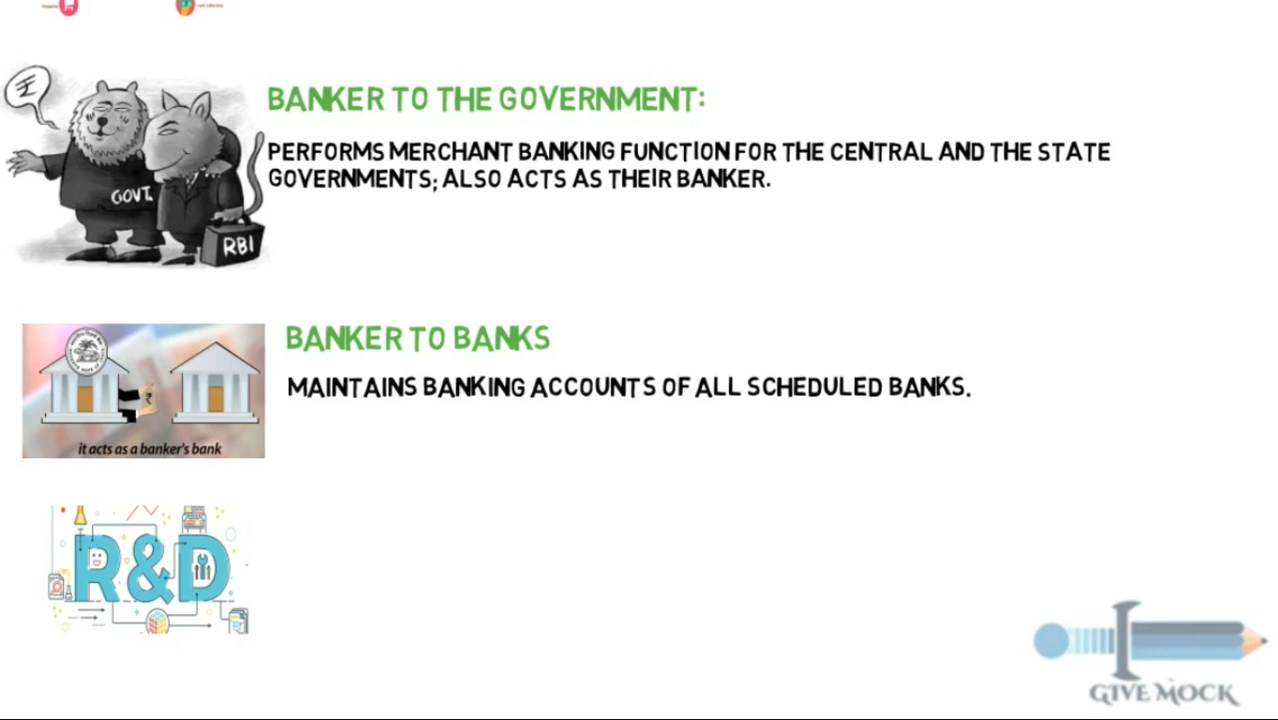 BANKER TO THE GOVERNMENT:
PERFORMS MERCHANT BANKING FUNCTION FOR THE CENTRAL AND THE STATE
GOVERNMENTS; ALSO ACTS AS THEIR BANKER.
₹
GOVT.
RBI
BANKER TO BANKS
MAINTAINS BANKING ACCOUNTS OF ALL SCHEDULED BANKS.
it acts as a banker's bank
R&D
GIVE MOCK